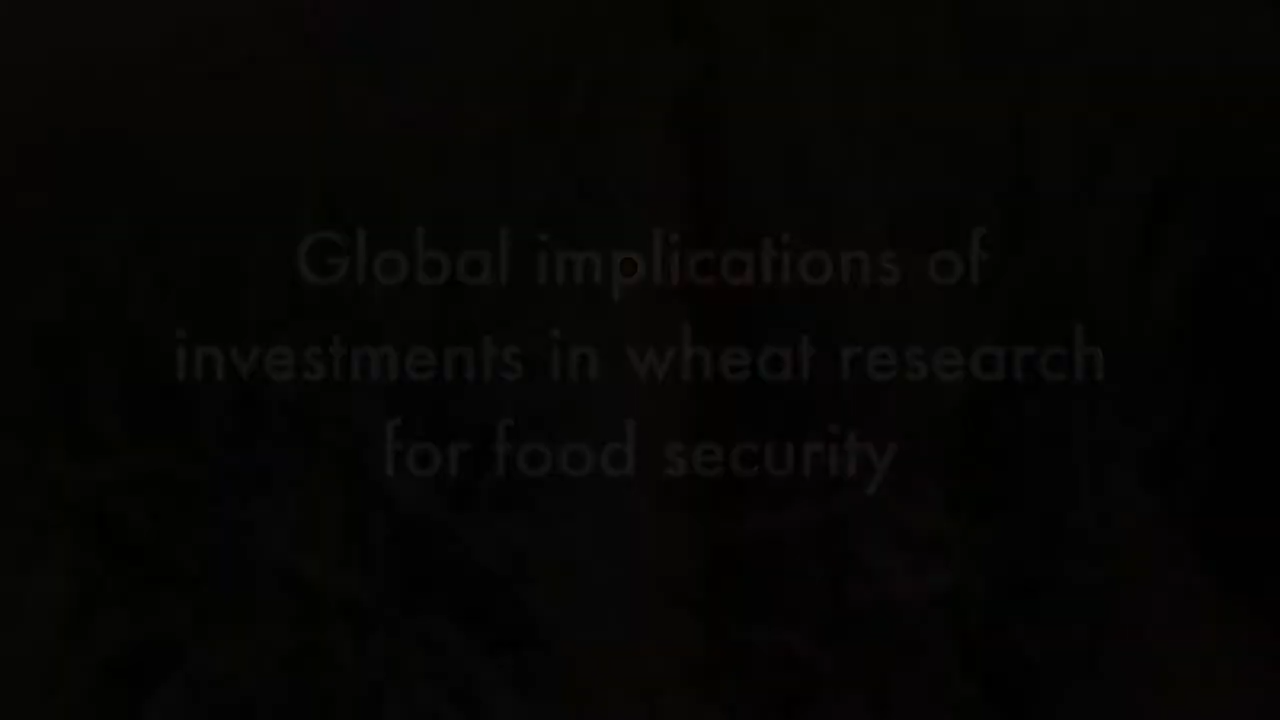 Global implications of
investments in wheat research
for food security